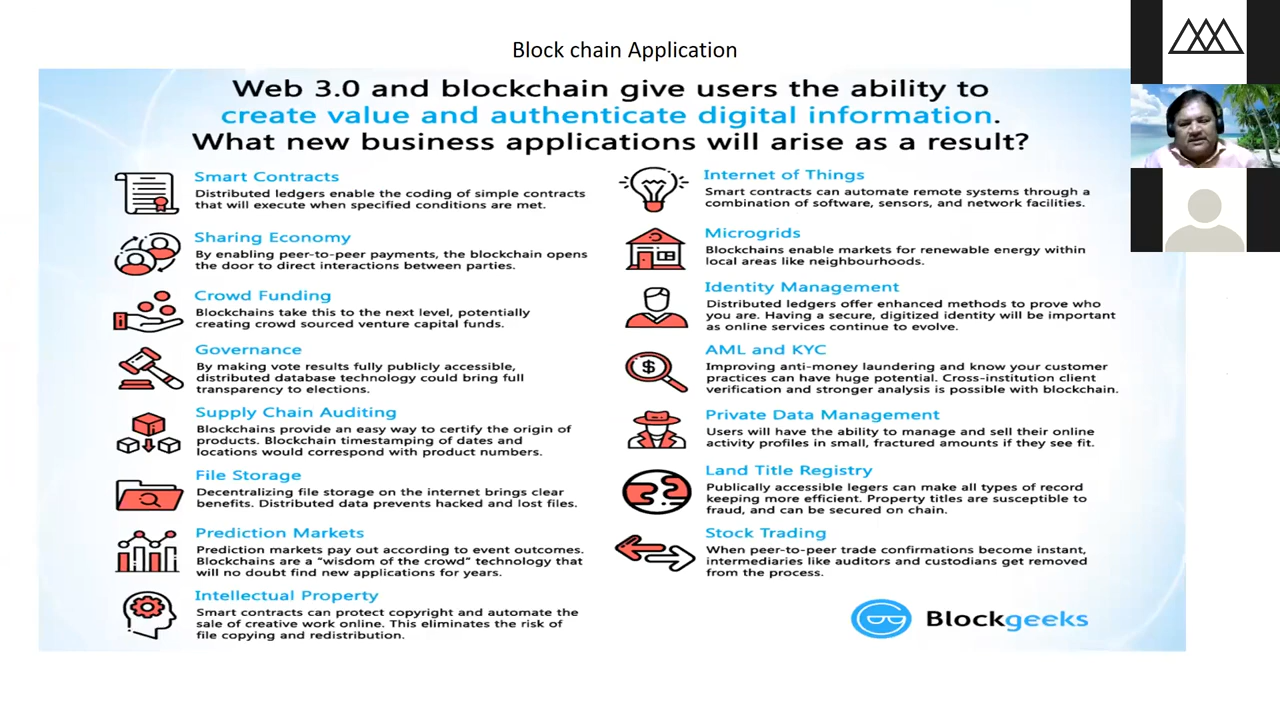 Block chain Application
Web 3.0 and blockchain give users the ability to
create value and authenticate digital information.
What new business applications will arise as a result?
Smart Contracts
Distributed ledgers enable the coding of simple contracts
that will execute when specified conditions are met.
Sharing Economy
By enabling peer-to-peer payments, the blockchain opens
the door to direct interactions between parties.
Crowd Funding
Blockchains take this to the next level, potentially
creating crowd sourced venture capital funds.
Governance
By making vote results fully publicly accessible,
distributed database technology could bring full
transparency to elections.
Supply Chain Auditing
Blockchains provide an easy way to certify the origin of
products. Blockchain timestamping of dates and
locations would correspond with product numbers.
File Storage
Decentralizing file storage on the internet brings clear
benefits. Distributed data prevents hacked and lost files.
Prediction Markets
Prediction markets pay out according to event outcomes.
Blockchains are a "wisdom of the crowd" technology that
will no doubt find new applications for years.
Intellectual Property
Smart contracts can protect copyright and automate the
sale of creative work online. This eliminates the risk of
file copying and redistribution.
Internet of Things
Smart contracts can automate remote systems through a
combination of software, sensors, and network facilities.
Microgrids
Blockchains enable markets for renewable energy within
local areas like neighbourhoods.
Identity Management
Distributed ledgers offer enhanced methods to prove who
you are. Having a secure, digitized identity will be important
as online services continue to evolve.
AML and KYC
Improving anti-money laundering and know your customer
practices can have huge potential. Cross-institution client
verification and stronger analysis is possible with blockchain.
Private Data Management
Users will have the ability to manage and sell their online
activity profiles in small, fractured amounts if they see fit.
Land Title Registry
Publically accessible legers can make all types of record
keeping more efficient. Property titles are susceptible to
fraud, and can be secured on chain.
Stock Trading
When peer-to-peer trade confirmations become instant,
intermediaries like auditors and custodians get removed
from the process.
Blockgeeks